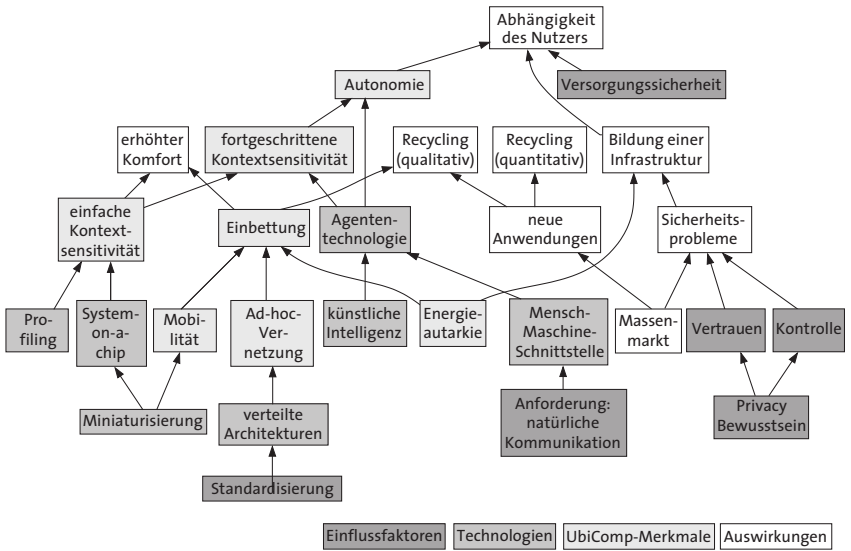 Abhängigkeit
des Nutzers
Autonomie
Versorgungssicherheit
erhöhter
Komfort
fortgeschrittene
Kontextsensitivität
Recycling
(qualitativ)
Recycling
(quantitativ)
Bildung einer
Infrastruktur
einfache
Kontext-
sensitivität
Einbettung
Agenten-
technologie
neue
Anwendungen
Sicherheits-
probleme
Pro-
filing
System-
on-a-
chip
Mobi-
lität
Ad-hoc-
Ver-
netzung
künstliche
Intelligenz
Energie-
autarkie
Mensch-
Maschine-
Schnittstelle
Massen-
markt
Vertrauen
Kontrolle
Miniaturisierung
verteilte
Architekturen
Anforderung:
natürliche
Kommunikation
Privacy
Bewusstsein
Standardisierung
Einflussfaktoren
Technologien
UbiComp-Merkmale
Auswirkungen